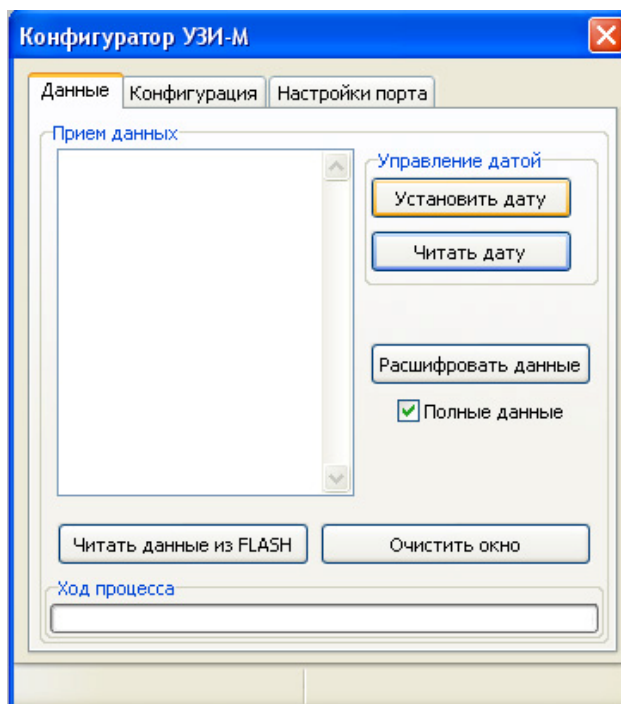 Конфигуратор УЗИ-М
Данные
Конфигурация
Настройки порта
Прием данных
Управление датой
Установить дату
Читать дату
Расшифровать данные
Полные данные
Читать данные из FLASH
Очистить окно
Ход процесса